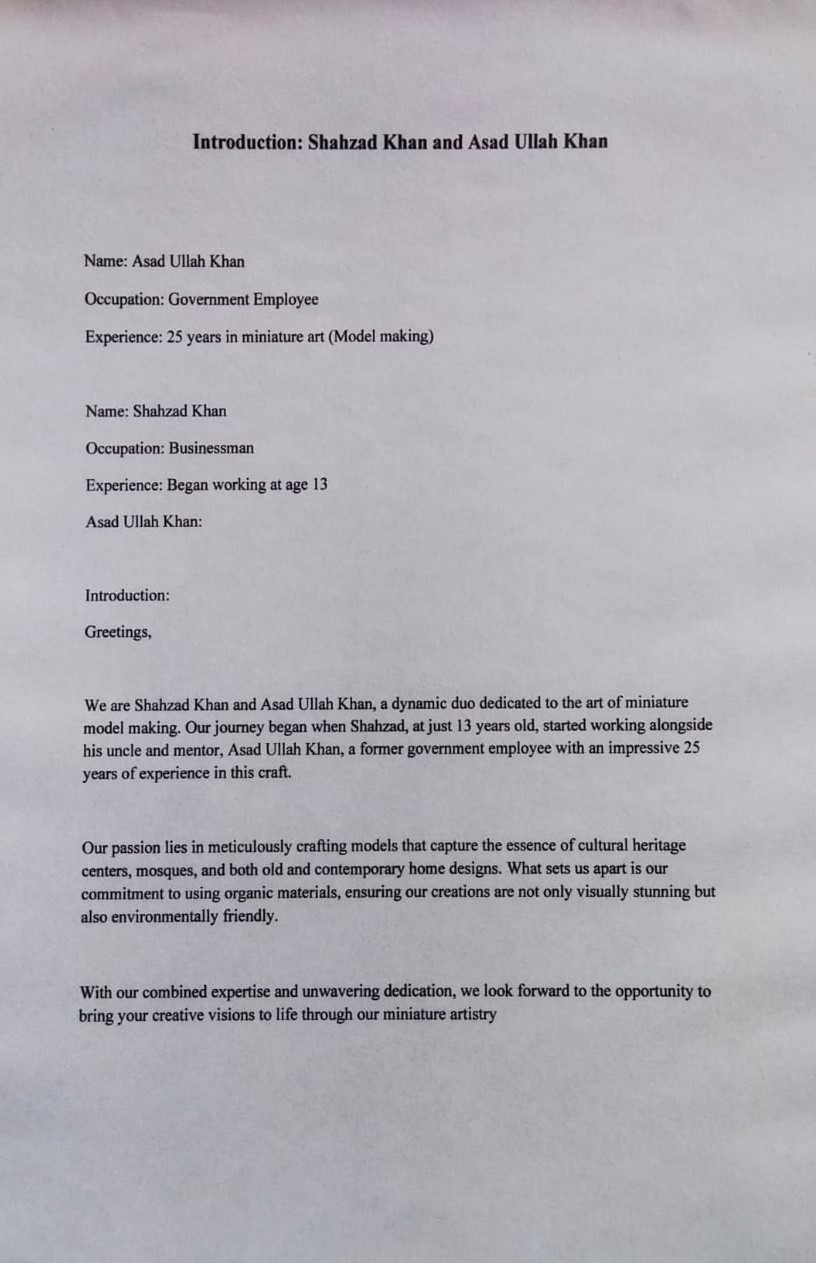 Introduction: Shahzad Khan and Asad Ullah Khan
Name: Asad Ullah Khan
Occupation: Government Employee
Experience: 25 years in miniature art (Model making)
Name: Shahzad Khan
Occupation: Businessman
Experience: Began working at age 13
Asad Ullah Khan:
Introduction:
Greetings,
We are Shahzad Khan and Asad Ullah Khan, a dynamic duo dedicated to the art of miniature
model making. Our journey began when Shahzad, at just 13 years old, started working alongside
his uncle and mentor, Asad Ullah Khan, a former government employee with an impressive 25
years of experience in this craft.
Our passion lies in meticulously crafting models that capture the essence of cultural heritage
centers, mosques, and both old and contemporary home designs. What sets us apart is our
commitment to using organic materials, ensuring our creations are not only visually stunning but
also environmentally friendly.
With our combined expertise and unwavering dedication, we look forward to the opportunity to
bring your creative visions to life through our miniature artistry